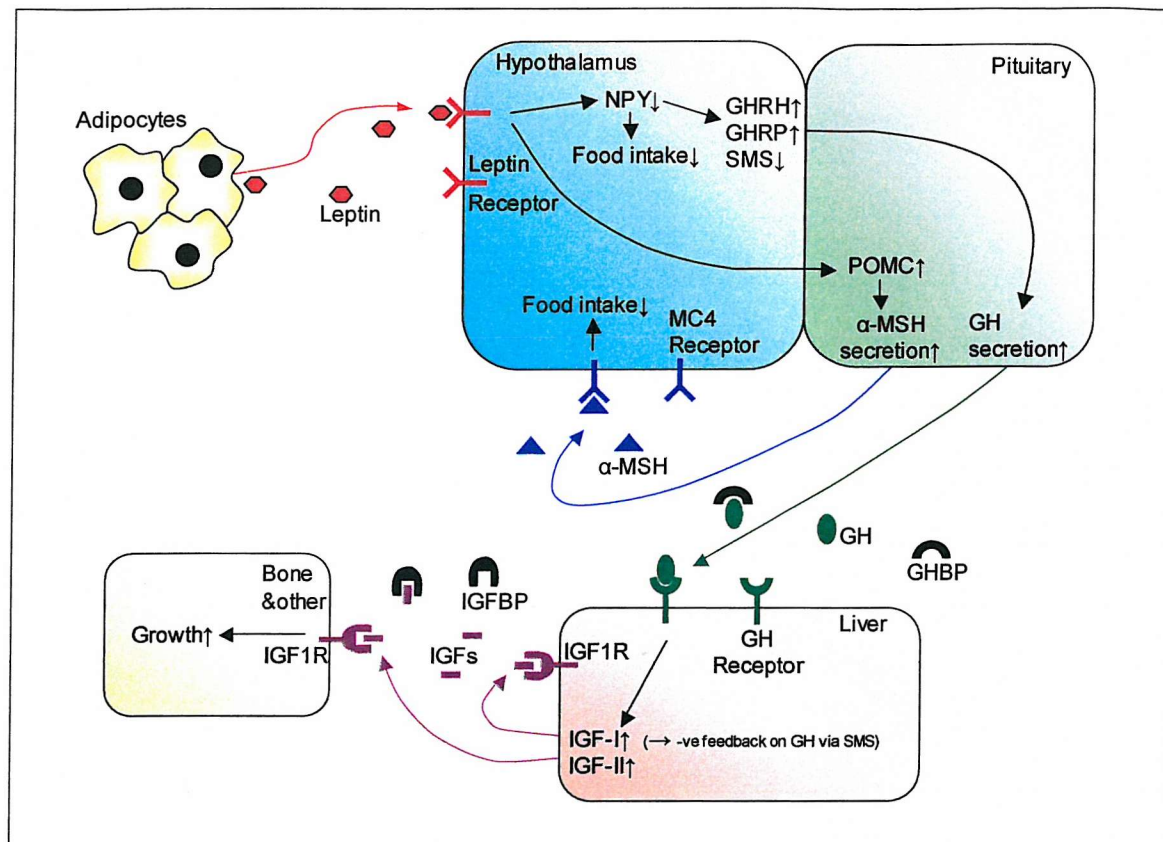 Hypothalamus
Pituitary
Adipocytes
NPY↓
GHRH↑
GHRP↑
SMS↓
Food intake↓
Leptin
Receptor
Leptin
POMC↑
Food intake↓
MC4
Receptor
α-MSH
secretion↑
GH
secretion↑
α-MSH
GH
GHBP
Bone
&other
IGFBP
Liver
Growth↑
IGF1R
IGFs
IGF1R
GH
Receptor
IGF-I↑ (→ -ve feedback on GH via SMS)
IGF-II↑